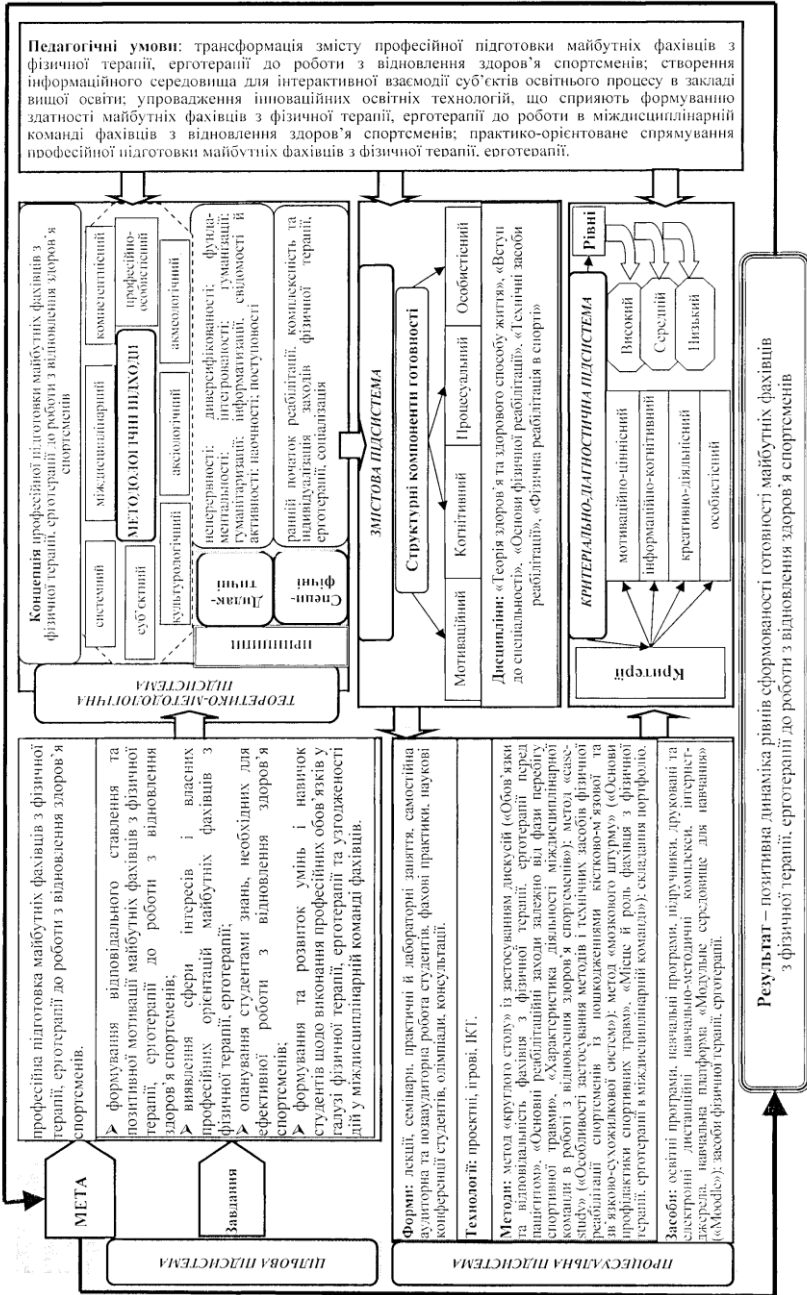 Педагогічні умови: трансформація змісту професійної підготовки майбутніх фахівців з
фізичної терапії, ерготерапії до роботи з відновлення здоров'я спортсменів; створення
інформаційного середовища для інтерактивної взаємодії суб'єктів освітнього процесу в закладі
вищої освіти; упровадження інноваційних освітніх технологій, що сприяють формуванню
здатності майбутніх фахівців з фізичної терапії, ерготерапії до роботи в міждисциплінарній
команді фахівців з відновлення здоров'я спортсменів; практико-орієнтоване спрямування
професійної підготовки майбутніх фахівців з фізичної терапії, ерготерапії.
ЦІЛЬОВА ПІДСИСТЕМА
МЕТА
професійна підготовка майбутніх фахівців з фізичної
терапії, ерготерапії до роботи з відновлення здоров'я
спортсменів.
Завдання
➤ формування відповідального ставлення та
позитивної мотивації майбутніх фахівців з фізичної
терапії, ерготерапії до роботи з відновлення
здоров'я спортсменів;
➤ виявлення сфери інтересів і власних
професійних орієнтацій майбутніх фахівців з
фізичної терапії, ерготерапії;
➤ опанування студентами знань, необхідних для
ефективної роботи з відновлення здоров'я
спортсменів;
➤ формування та розвиток умінь і навичок
студентів щодо виконання професійних обов'язків у
галузі фізичної терапії, ерготерапії та узгодженості
дій у міждисциплінарній команді фахівців.
ТЕОРЕТИКО-МЕТОДОЛОГІЧНА
ПІДСИСТЕМА
Концепція професійної підготовки майбутніх фахівців з
фізичної терапії, ерготерапії до роботи з відновлення здоров'я
спортсменів
системний
міждисциплінарний
компетентнісний
суб'єктний
МЕТОДОЛОГІЧНІ ПІДХОДИ
професійно-
особистісний
культурологічний
аксіологічний
акмеологічний
ПРИНЦИПИ
Дидак-
тичні
неперервності; диверсифікованості; фунда-
ментальності; інтегрованості; гуманізації;
гуманітаризації; інформатизації, свідомості й
активності; наочності; поступовості
Специ-
фічні
ранній початок реабілітації, комплексність та
індивідуалізація заходів фізичної терапії,
ерготерапії, соціалізація
ПРОЦЕСУАЛЬНА ПІДСИСТЕМА
Форми: лекції, семінари, практичні й лабораторні заняття, самостійна
аудиторна та позааудиторна робота студентів, фахові практики, наукові
конференції студентів, олімпіади, консультації.
Технології: проєктні, ігрові, ІКТ.
Методи: метод «круглого столу» із застосуванням дискусій («Обов'язки
та відповідальність фахівця з фізичної терапії, ерготерапії перед
пацієнтом», «Основні реабілітаційні заходи залежно від фази перебігу
спортивної травми», «Характеристика діяльності міждисциплінарної
команди в роботі з відновлення здоров'я спортсменів»); метод «case-
study» («Особливості застосування методів і технічних засобів фізичної
реабілітації спортсменів із пошкодженнями кістково-м'язової та
зв'язково-сухожилкової систем»); метод «мозкового штурму» («Основи
профілактики спортивних травм», «Місце й роль фахівця з фізичної
терапії, ерготерапії в міждисциплінарній команді»); складання портфоліо.
Засоби: освітні програми, навчальні програми, підручники, друковані та
електронні дистанційні навчально-методичні комплекси, інтернет-
джерела, навчальна платформа «Модульне середовище для навчання»
(«Moodle»); засоби фізичної терапії, ерготерапії.
ЗМІСТОВА ПІДСИСТЕМА
Структурні компоненти готовності
Мотиваційний
Когнітивний
Процесуальний
Особистісний
Дисципліни: «Теорія здоров'я та здорового способу життя», «Вступ
до спеціальності», «Основи фізичної реабілітації», «Технічні засоби
реабілітації», «Фізична реабілітація в спорті»
КРИТЕРІАЛЬНО-ДІАГНОСТИЧНА ПІДСИСТЕМА
Критерії
мотиваційно-ціннісний
інформаційно-когнітивний
креативно-діяльнісний
особистісний
Рівні
Високий
Середній
Низький
Результат – позитивна динаміка рівнів сформованості готовності майбутніх фахівців
з фізичної терапії, ерготерапії до роботи з відновлення здоров'я спортсменів